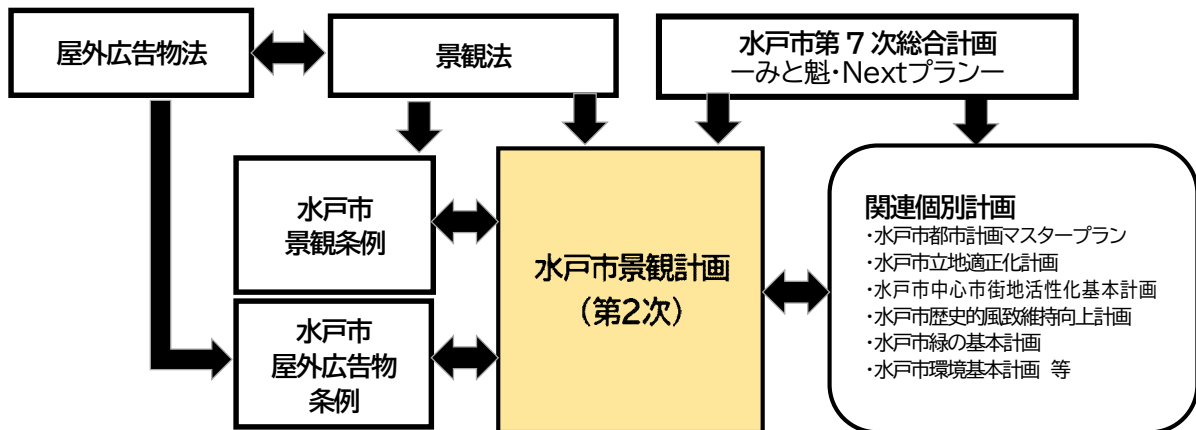 屋外広告物法
景観法
水戸市第7次総合計画
ーみと魁・Nextプランー
水戸市
景観条例
水戸市
屋外広告物
条例
水戸市景観計画
（第2次）
関連個別計画
・水戸市都市計画マスタープラン
・水戸市立地適正化計画
・水戸市中心市街地活性化基本計画
・水戸市歴史的風致維持向上計画
・水戸市緑の基本計画
・水戸市環境基本計画 等